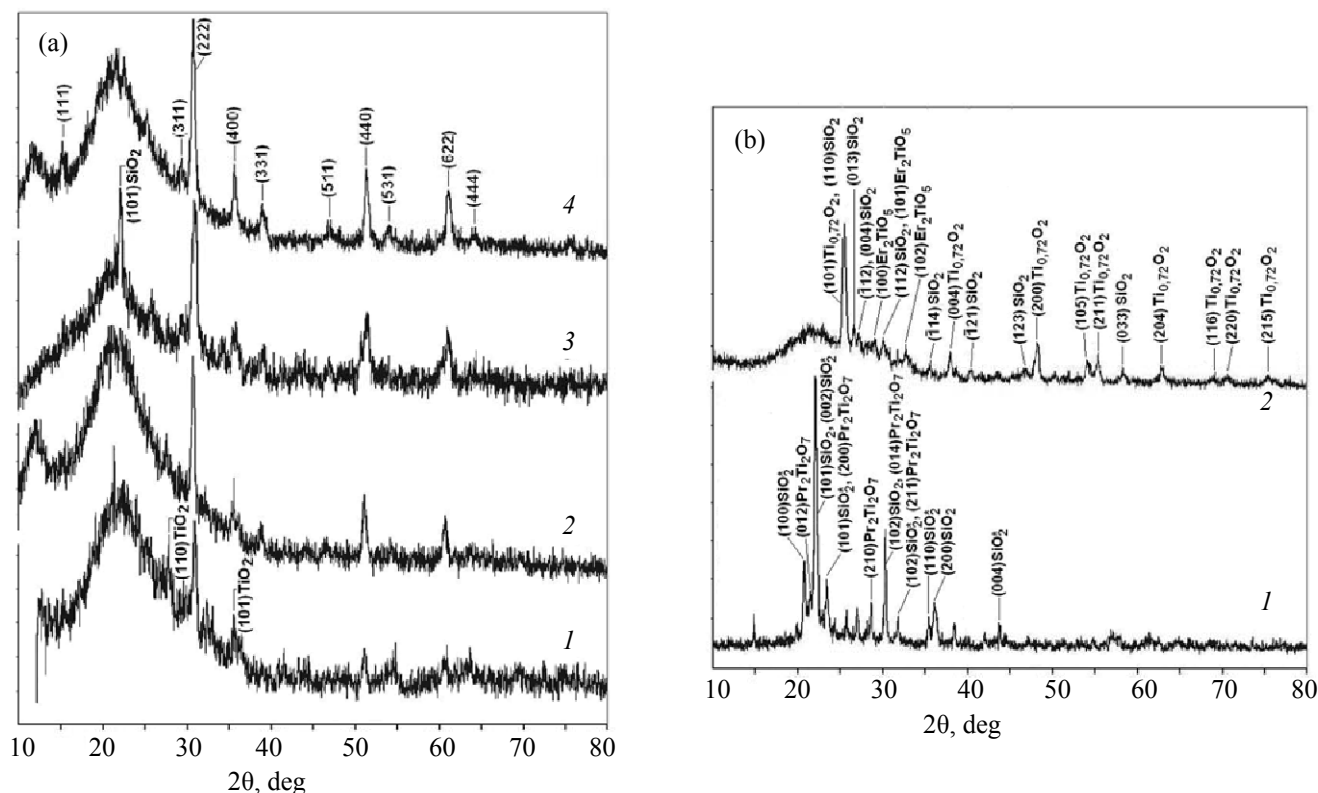 (a)
(111)
(311)
(222)
(101) SiO₂
(400)
(331)
(511)
(440)
(531)
(622)
(444)
4
3
2
(110) TiO₂
(101) TiO₂
1
10 20 30 40 50 60 70 80
2θ, deg
(b)
(101)Ti₀,₇₂O₂, (110)SiO₂
(013)SiO₂
(1̄12), (004)SiO₂
(100)Er₂TiO₅
(112)SiO₂, (101)Er₂TiO₅
(102)Er₂TiO₅
(1̄14)SiO₂
(004)Ti₀,₇₂O₂
(1̄21)SiO₂
(123)SiO₂
(200)Ti₀,₇₂O₂
(105)Ti₀,₇₂O₂
(211)Ti₀,₇₂O₂
(033)SiO₂
(204)Ti₀,₇₂O₂
(116)Ti₀,₇₂O₂
(220)Ti₀,₇₂O₂
(215)Ti₀,₇₂O₂
2
(100)SiO₂*
(012)Pr₂Ti₂O₇
(101)SiO₂, (002)SiO₂*
(101)SiO₂*, (200)Pr₂Ti₂O₇
(210)Pr₂Ti₂O₇
(102)SiO₂, (014)Pr₂Ti₂O₇
(102)SiO₂*, (211)Pr₂Ti₂O₇
(110)SiO₂*
(200)SiO₂
(004)SiO₂*
1
10 20 30 40 50 60 70 80
2θ, deg